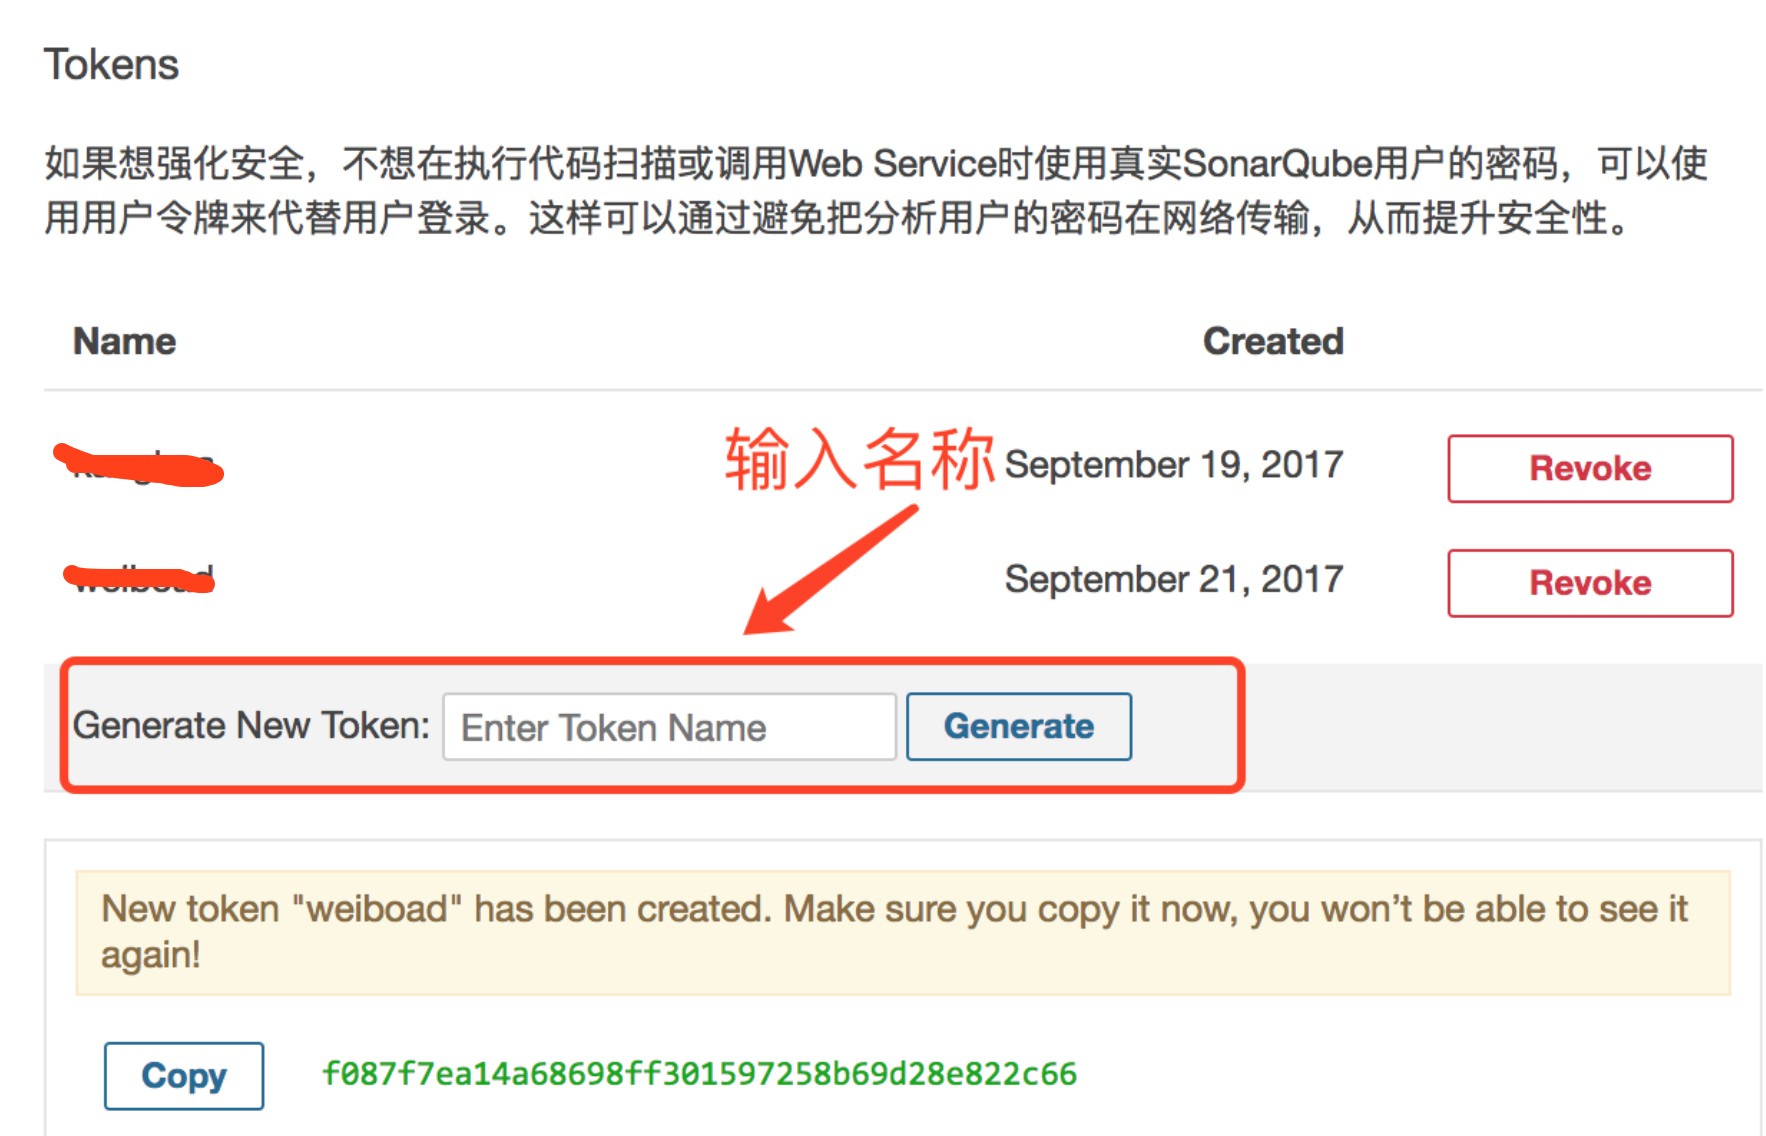 Tokens
如果想强化安全，不想在执行代码扫描或调用Web Service时使用真实SonarQube用户的密码，可以使
用用户令牌来代替用户登录。这样可以通过避免把分析用户的密码在网络传输，从而提升安全性。
Name Created
输入名称 September 19, 2017 Revoke
September 21, 2017 Revoke
Generate New Token: Enter Token Name Generate
New token "weiboad" has been created. Make sure you copy it now, you won’t be able to see it
again!
Copy f087f7ea14a68698ff301597258b69d28e822c66